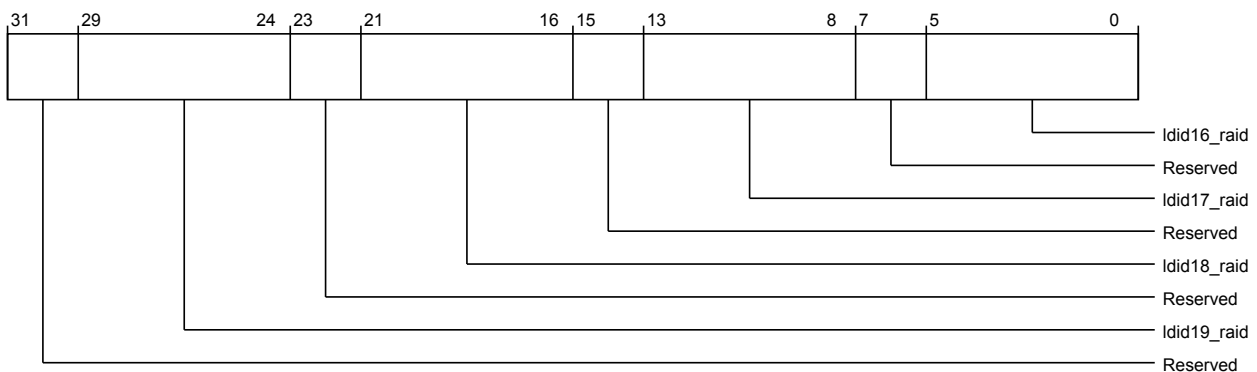 31 29 24 23 21 16 15 13 8 7 5 0
ldid16_raid
Reserved
ldid17_raid
Reserved
ldid18_raid
Reserved
ldid19_raid
Reserved